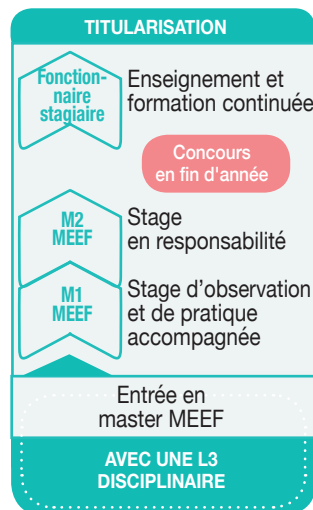 TITULARISATION
Fonction-
naire
stagiaire
Enseignement et
formation continuée
Concours
en fin d'année
M2
MEEF
Stage
en responsabilité
M1
MEEF
Stage d'observation
et de pratique
accompagnée
Entrée en
master MEEF
AVEC UNE L3
DISCIPLINAIRE